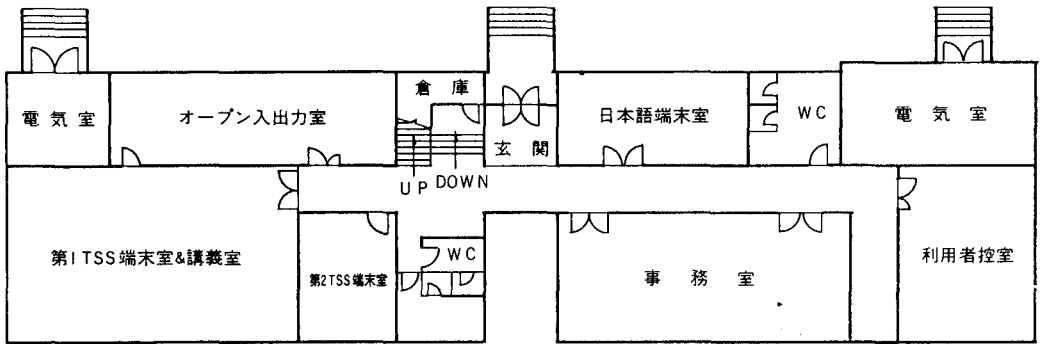 倉庫
電気室
オープン入出力室
日本語端末室
WC
電気室
玄関
UP
DOWN
第1TSS端末室&講義室
第2TSS端末室
WC
事務室
利用者控室